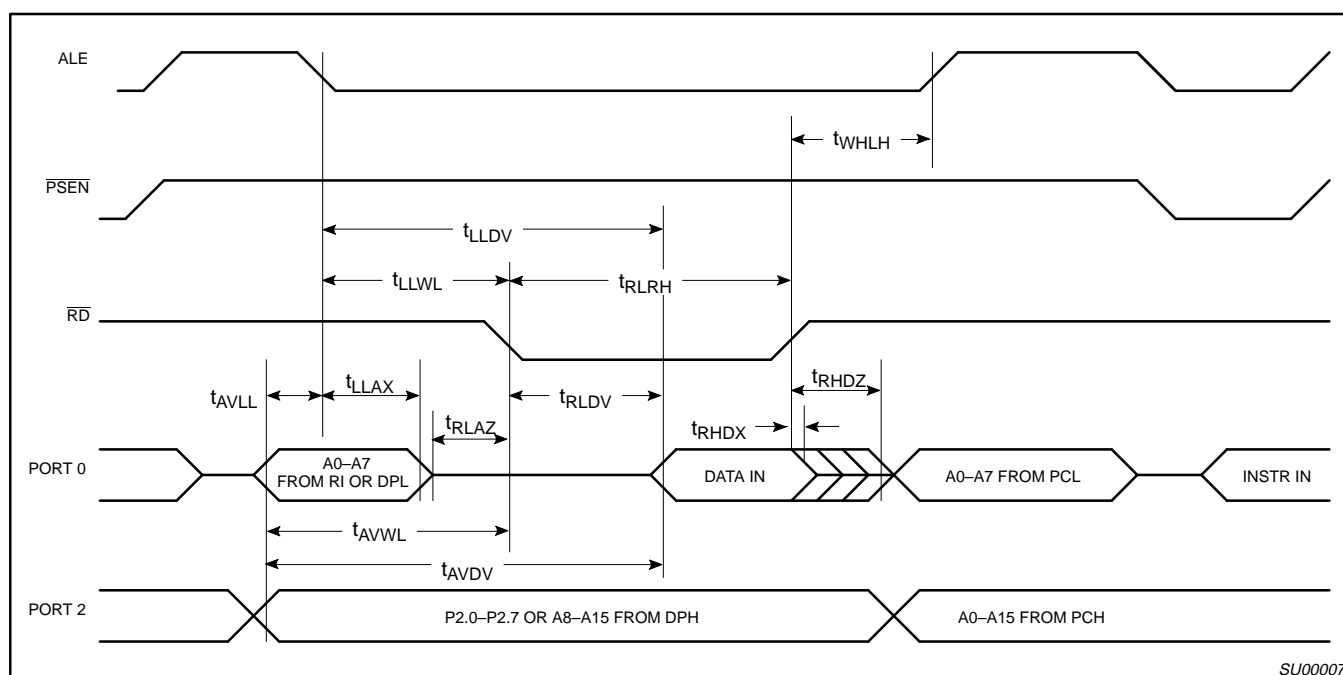 ALE
tWHLH
PSEN
tLLDV
tLLWL
tRLRH
RD
tAVLL
tLLAX
tRLDV
tRHDZ
tRLAZ
tRHDX
PORT 0
A0–A7
FROM RI OR DPL
DATA IN
A0–A7 FROM PCL
INSTR IN
tAVWL
tAVDV
PORT 2
P2.0–P2.7 OR A8–A15 FROM DPH
A0–A15 FROM PCH
SU00007